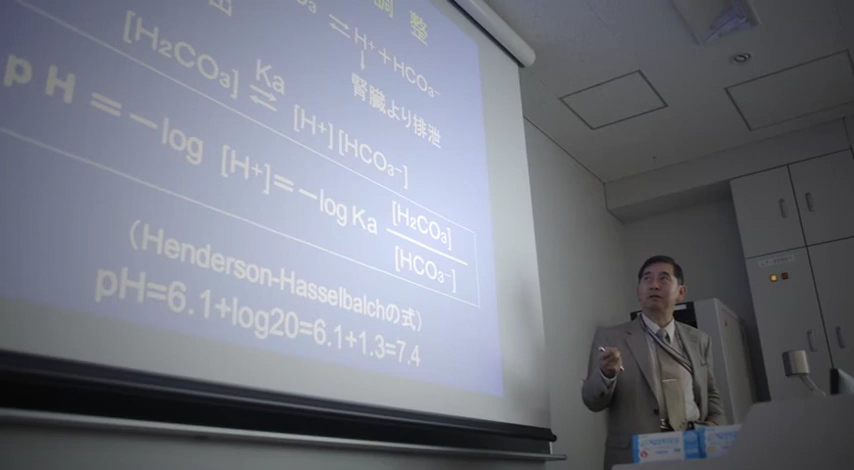 調整
⇌H⁺+HCO₃⁻
↓
腎臓より排泄
[H₂CO₃] Ka ⇌ [H⁺][HCO₃⁻]
pH=-log [H⁺]=-log Ka [H₂CO₃]/[HCO₃⁻]
(Henderson-Hasselbalchの式)
pH=6.1+log20=6.1+1.3=7.4